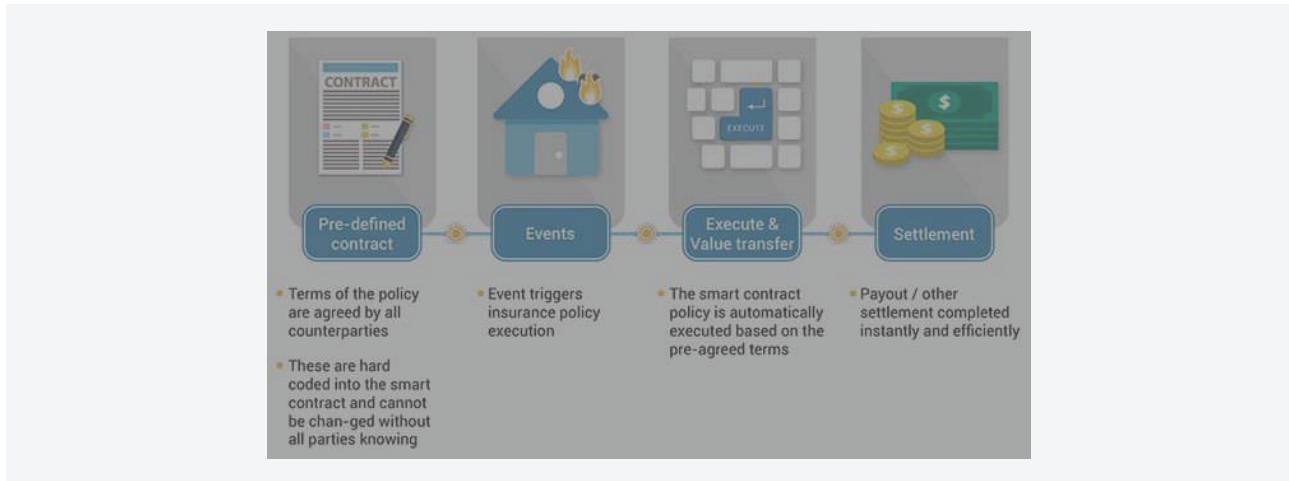 CONTRACT
EXECUTE
$
$
$
$
Pre-defined
contract
Events
Execute &
Value transfer
Settlement
Terms of the policy
are agreed by all
counterparties
These are hard
coded into the smart
contract and cannot
be chan-ged without
all parties knowing
Event triggers
insurance policy
execution
The smart contract
policy is automatically
executed based on the
pre-agreed terms
Payout / other
settlement completed
instantly and efficiently